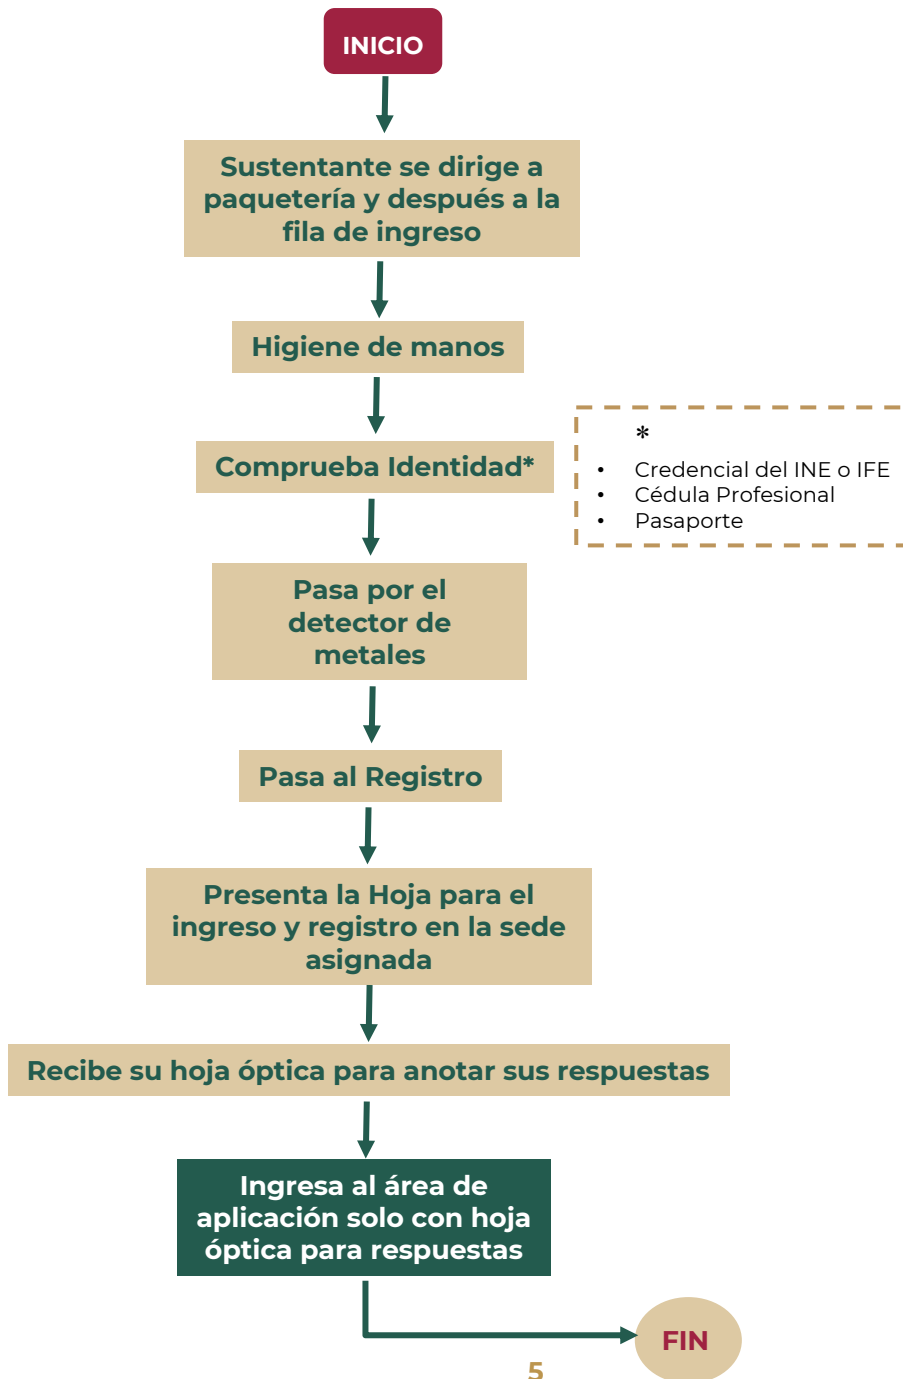 INICIO
Sustentante se dirige a
paquetería y después a la
fila de ingreso
Higiene de manos
Comprueba Identidad*
*
• Credencial del INE o IFE
• Cédula Profesional
• Pasaporte
Pasa por el
detector de
metales
Pasa al Registro
Presenta la Hoja para el
ingreso y registro en la sede
asignada
Recibe su hoja óptica para anotar sus respuestas
Ingresa al área de
aplicación solo con hoja
óptica para respuestas
FIN
5